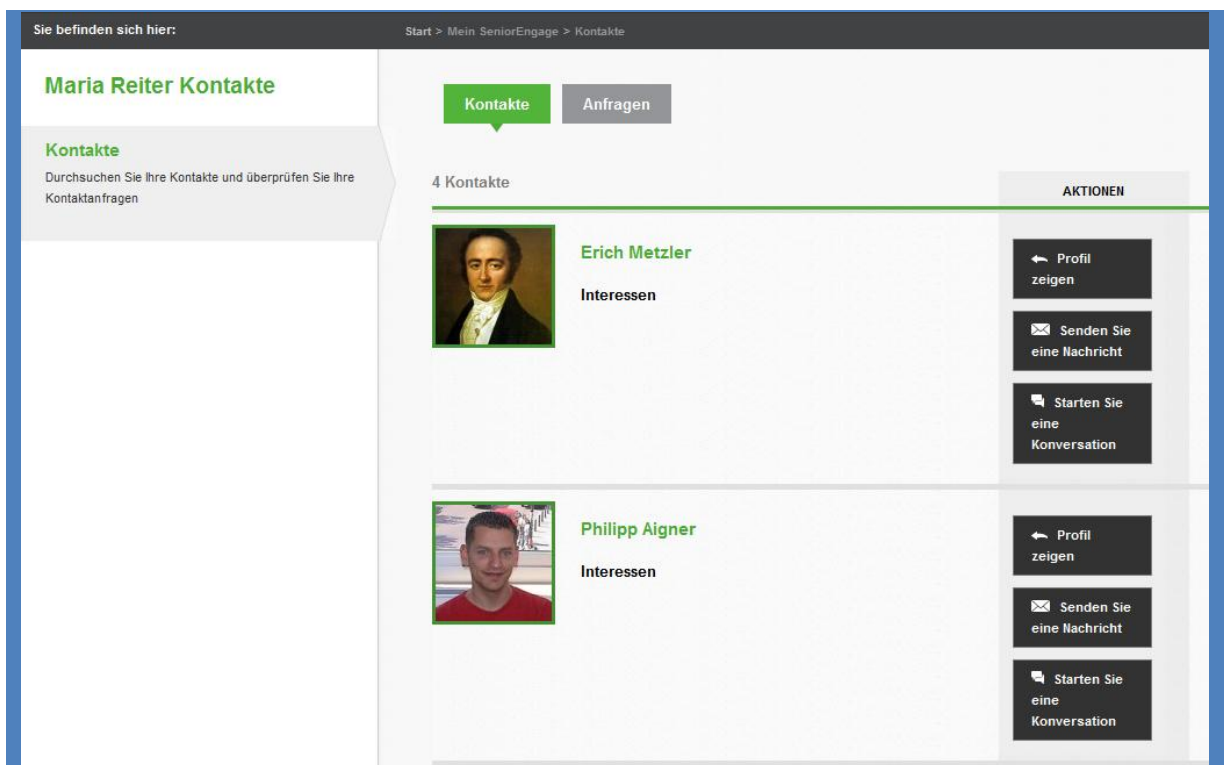 Sie befinden sich hier:
Start > Mein SeniorEngage > Kontakte
Maria Reiter Kontakte
Kontakte
Durchsuchen Sie Ihre Kontakte und überprüfen Sie Ihre
Kontaktanfragen
Kontakte
Anfragen
4 Kontakte
AKTIONEN
Erich Metzler
Interessen
Profil
zeigen
Senden Sie
eine Nachricht
Starten Sie
eine
Konversation
Philipp Aigner
Interessen
Profil
zeigen
Senden Sie
eine Nachricht
Starten Sie
eine
Konversation